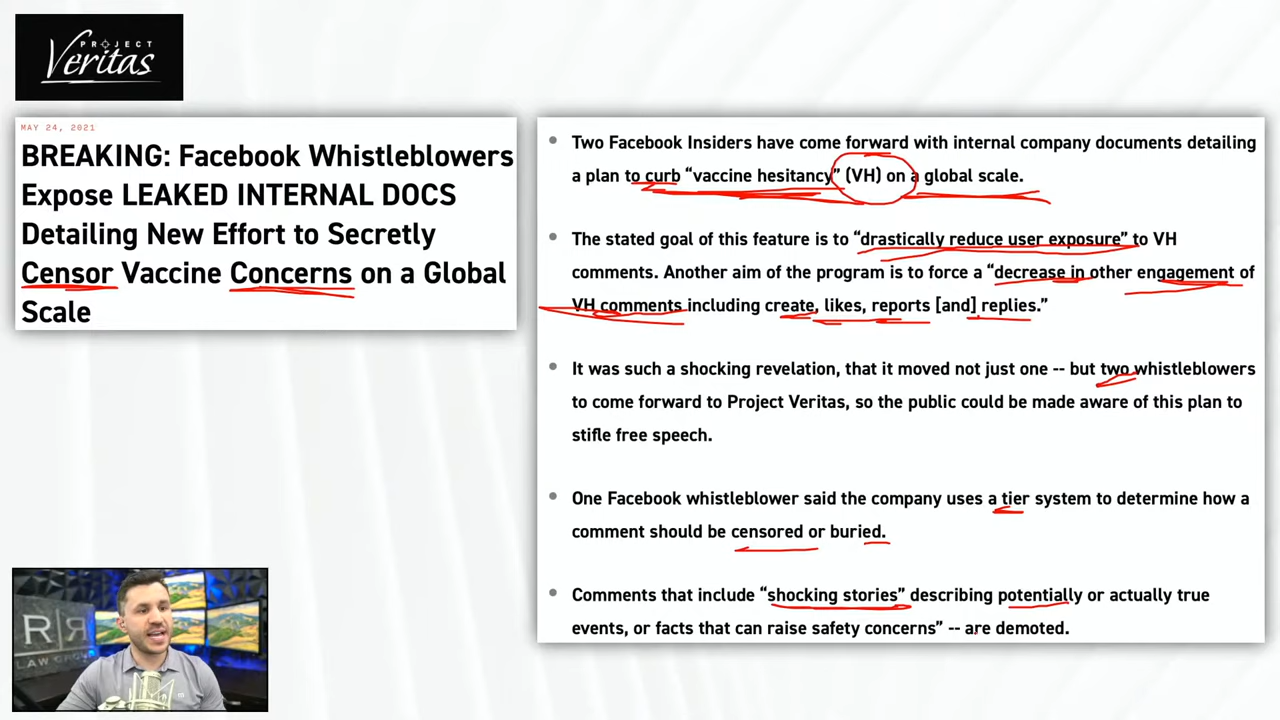 PROJECT
Veritas
MAY 24, 2021
BREAKING: Facebook Whistleblowers
Expose LEAKED INTERNAL DOCS
Detailing New Effort to Secretly
Censor Vaccine Concerns on a Global
Scale
Two Facebook Insiders have come forward with internal company documents detailing
a plan to curb “vaccine hesitancy” (VH) on a global scale.
The stated goal of this feature is to “drastically reduce user exposure” to VH
comments. Another aim of the program is to force a “decrease in other engagement of
VH comments including create, likes, reports [and] replies.”
It was such a shocking revelation, that it moved not just one -- but two whistleblowers
to come forward to Project Veritas, so the public could be made aware of this plan to
stifle free speech.
One Facebook whistleblower said the company uses a tier system to determine how a
comment should be censored or buried.
Comments that include “shocking stories” describing potentially or actually true
events, or facts that can raise safety concerns” -- are demoted.
R R
LAW GROUP